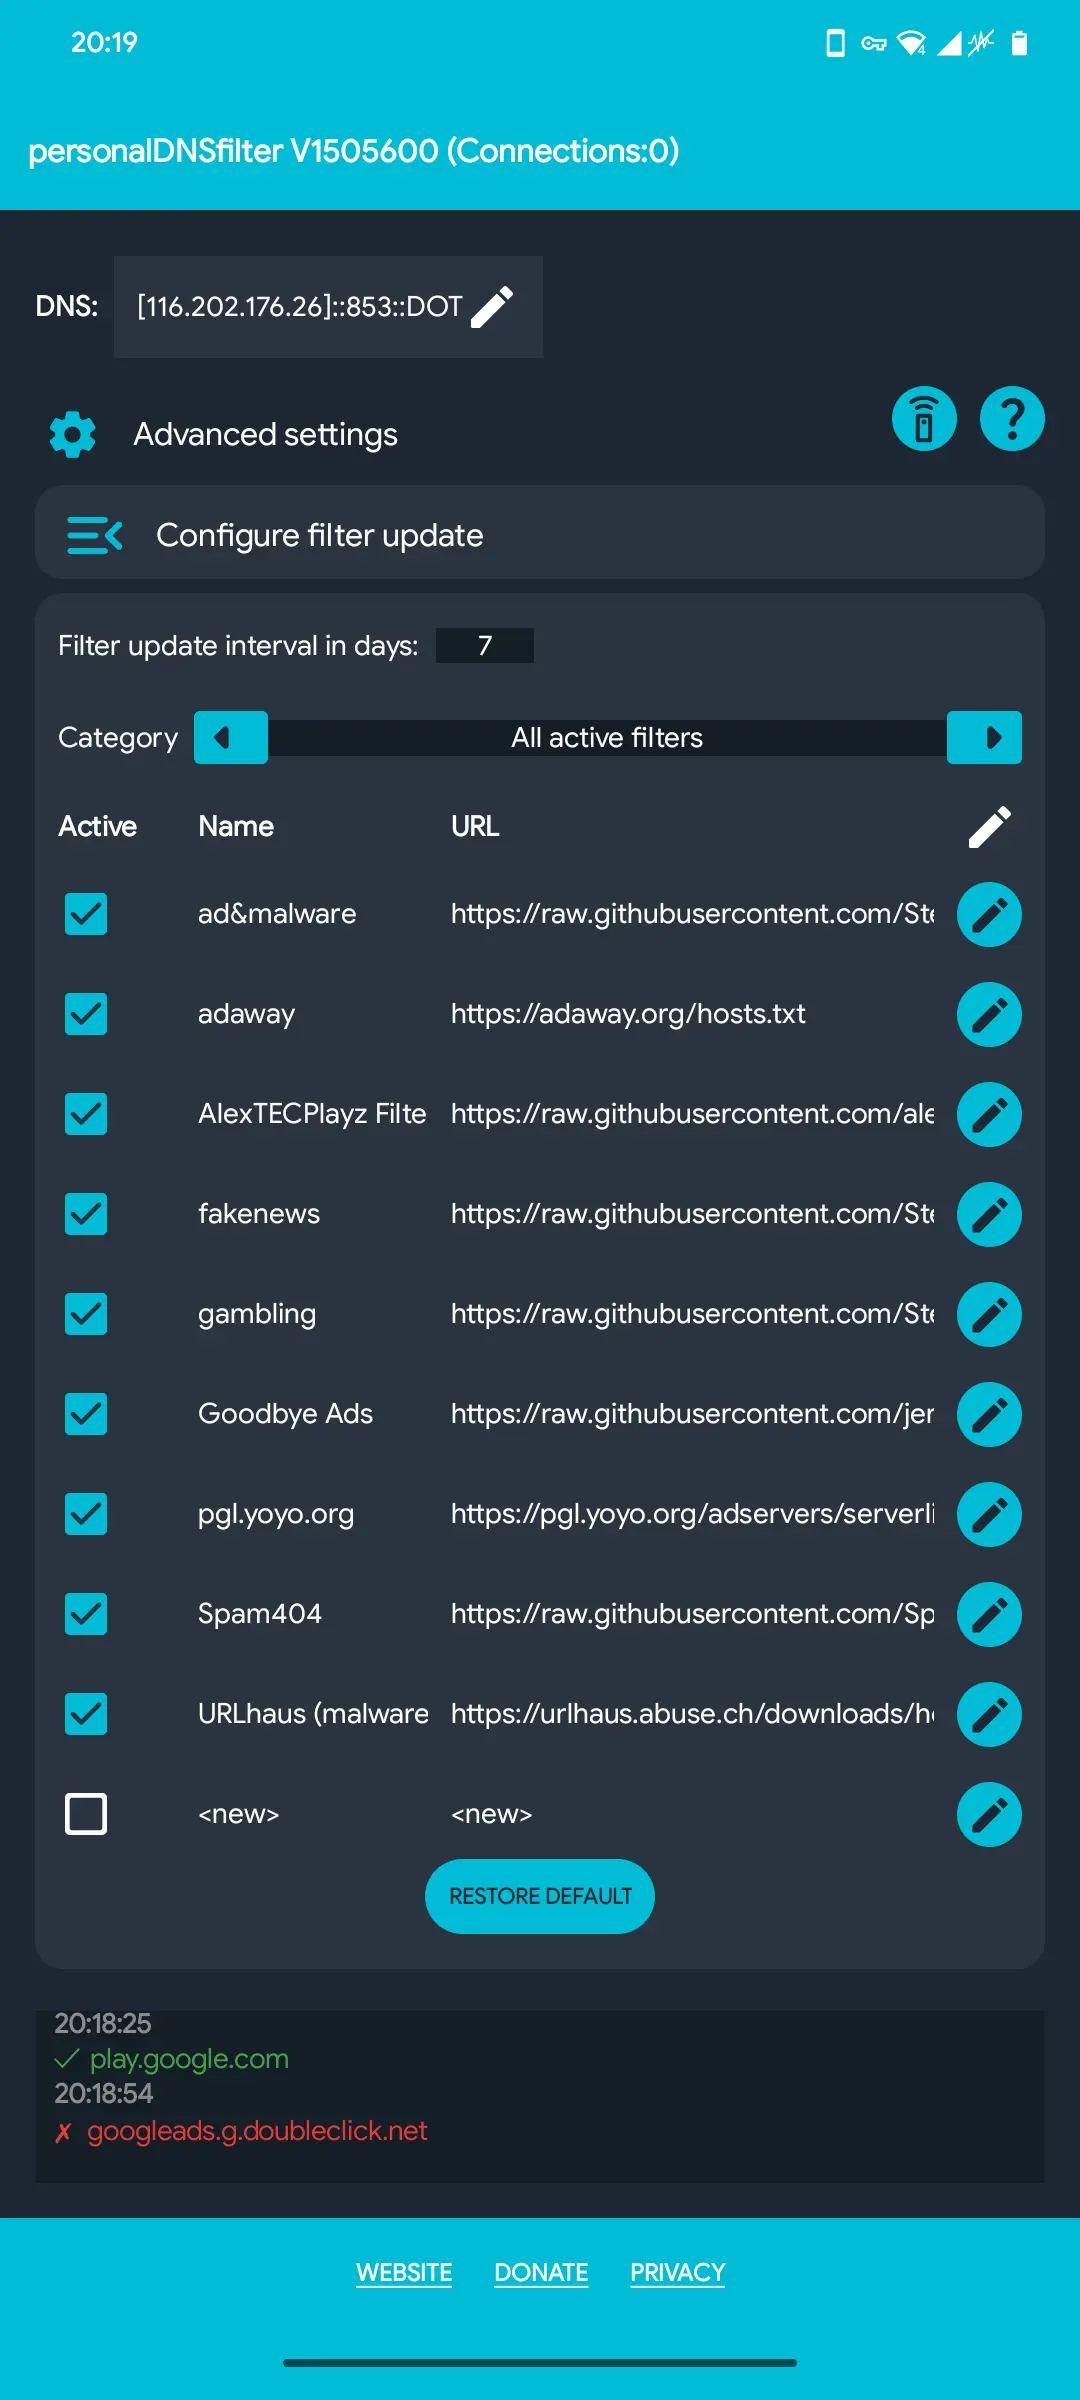 20:19
personalDNSfilter V1505600 (Connections:0)
DNS: [116.202.176.26]::853::DOT
Advanced settings
Configure filter update
Filter update interval in days: 7
Category All active filters
Active Name URL
ad&malware https://raw.githubusercontent.com/Ste
adaway https://adaway.org/hosts.txt
AlexTECPlayz Filte https://raw.githubusercontent.com/ale
fakenews https://raw.githubusercontent.com/Ste
gambling https://raw.githubusercontent.com/Ste
Goodbye Ads https://raw.githubusercontent.com/jer
pgl.yoyo.org https://pgl.yoyo.org/adservers/serverli
Spam404 https://raw.githubusercontent.com/Sp
URLhaus (malware https://urlhaus.abuse.ch/downloads/ho
<new> <new>
RESTORE DEFAULT
20:18:25
✓ play.google.com
20:18:54
✗ googleads.g.doubleclick.net
WEBSITE DONATE PRIVACY